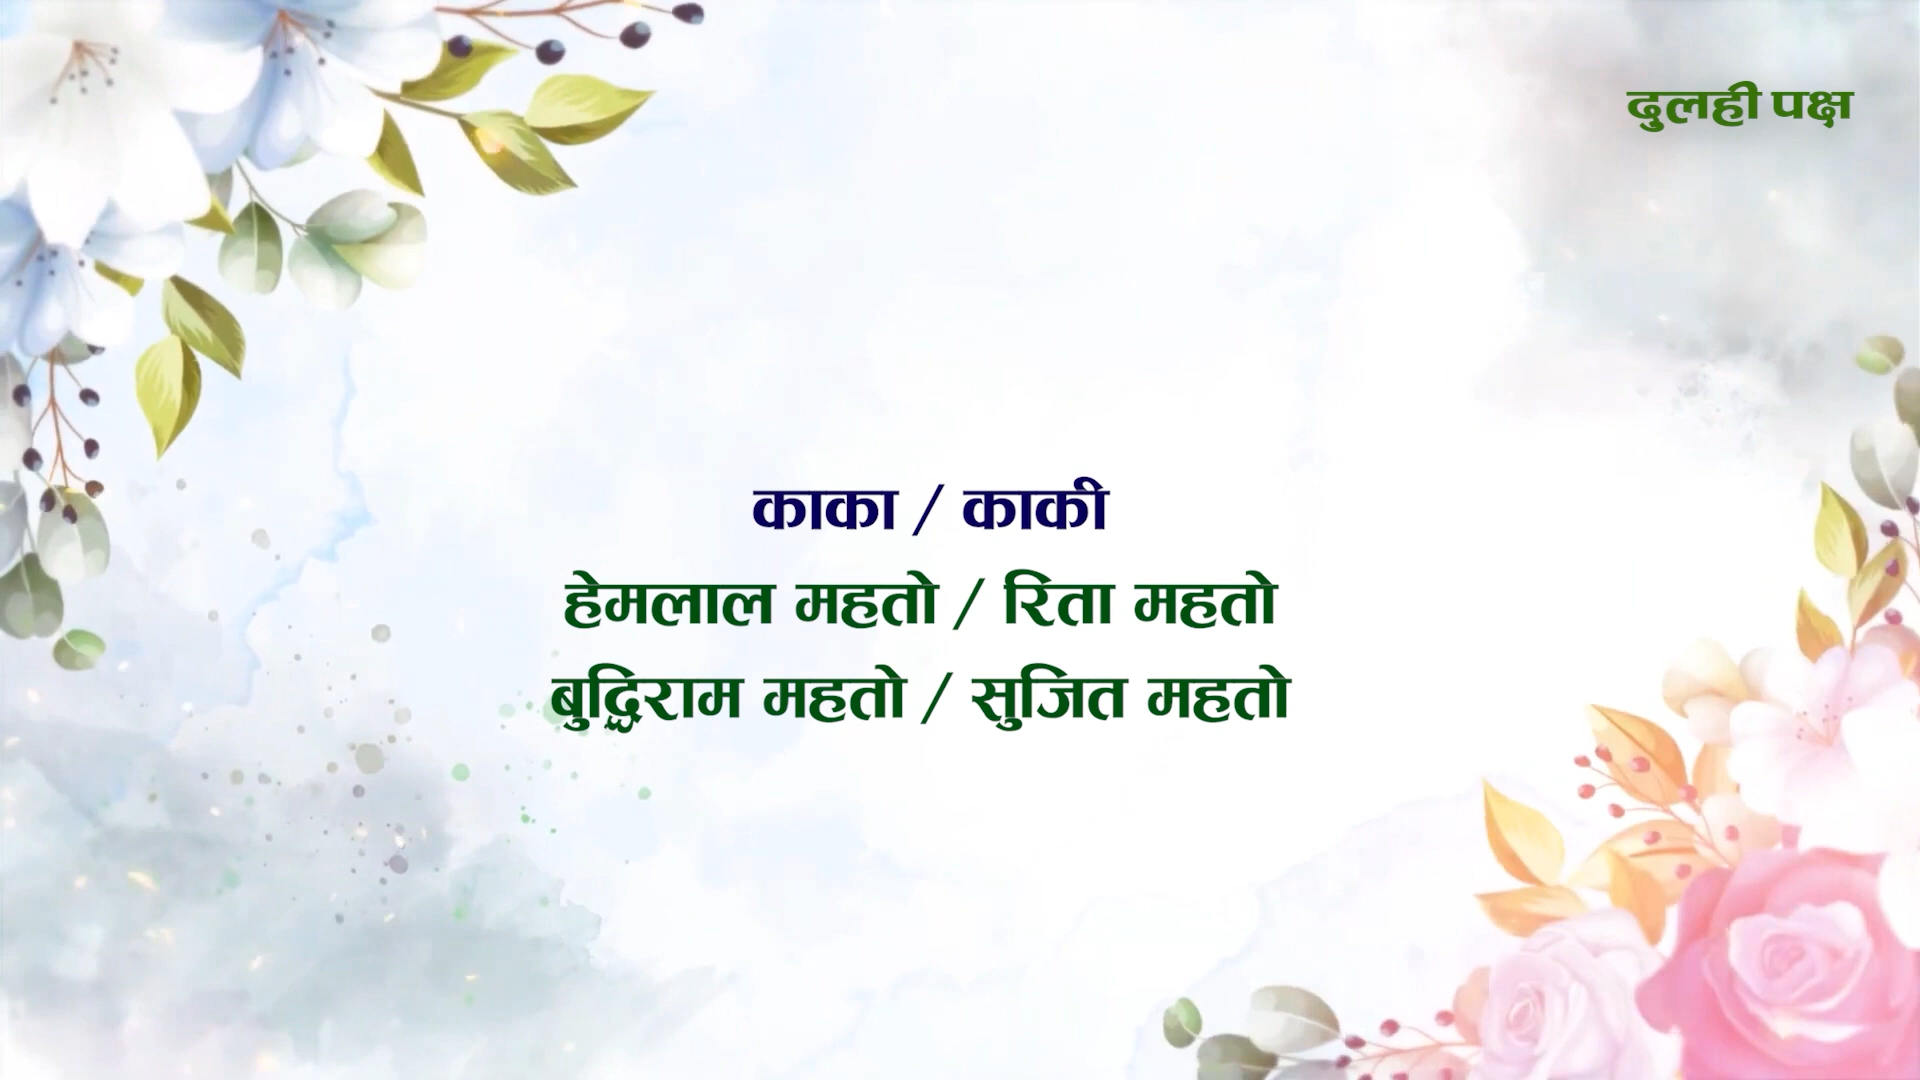 दुलही पक्ष
काका / काकी
हेमलाल महतो / रिता महतो
बुद्धिराम महतो / सुजित महतो